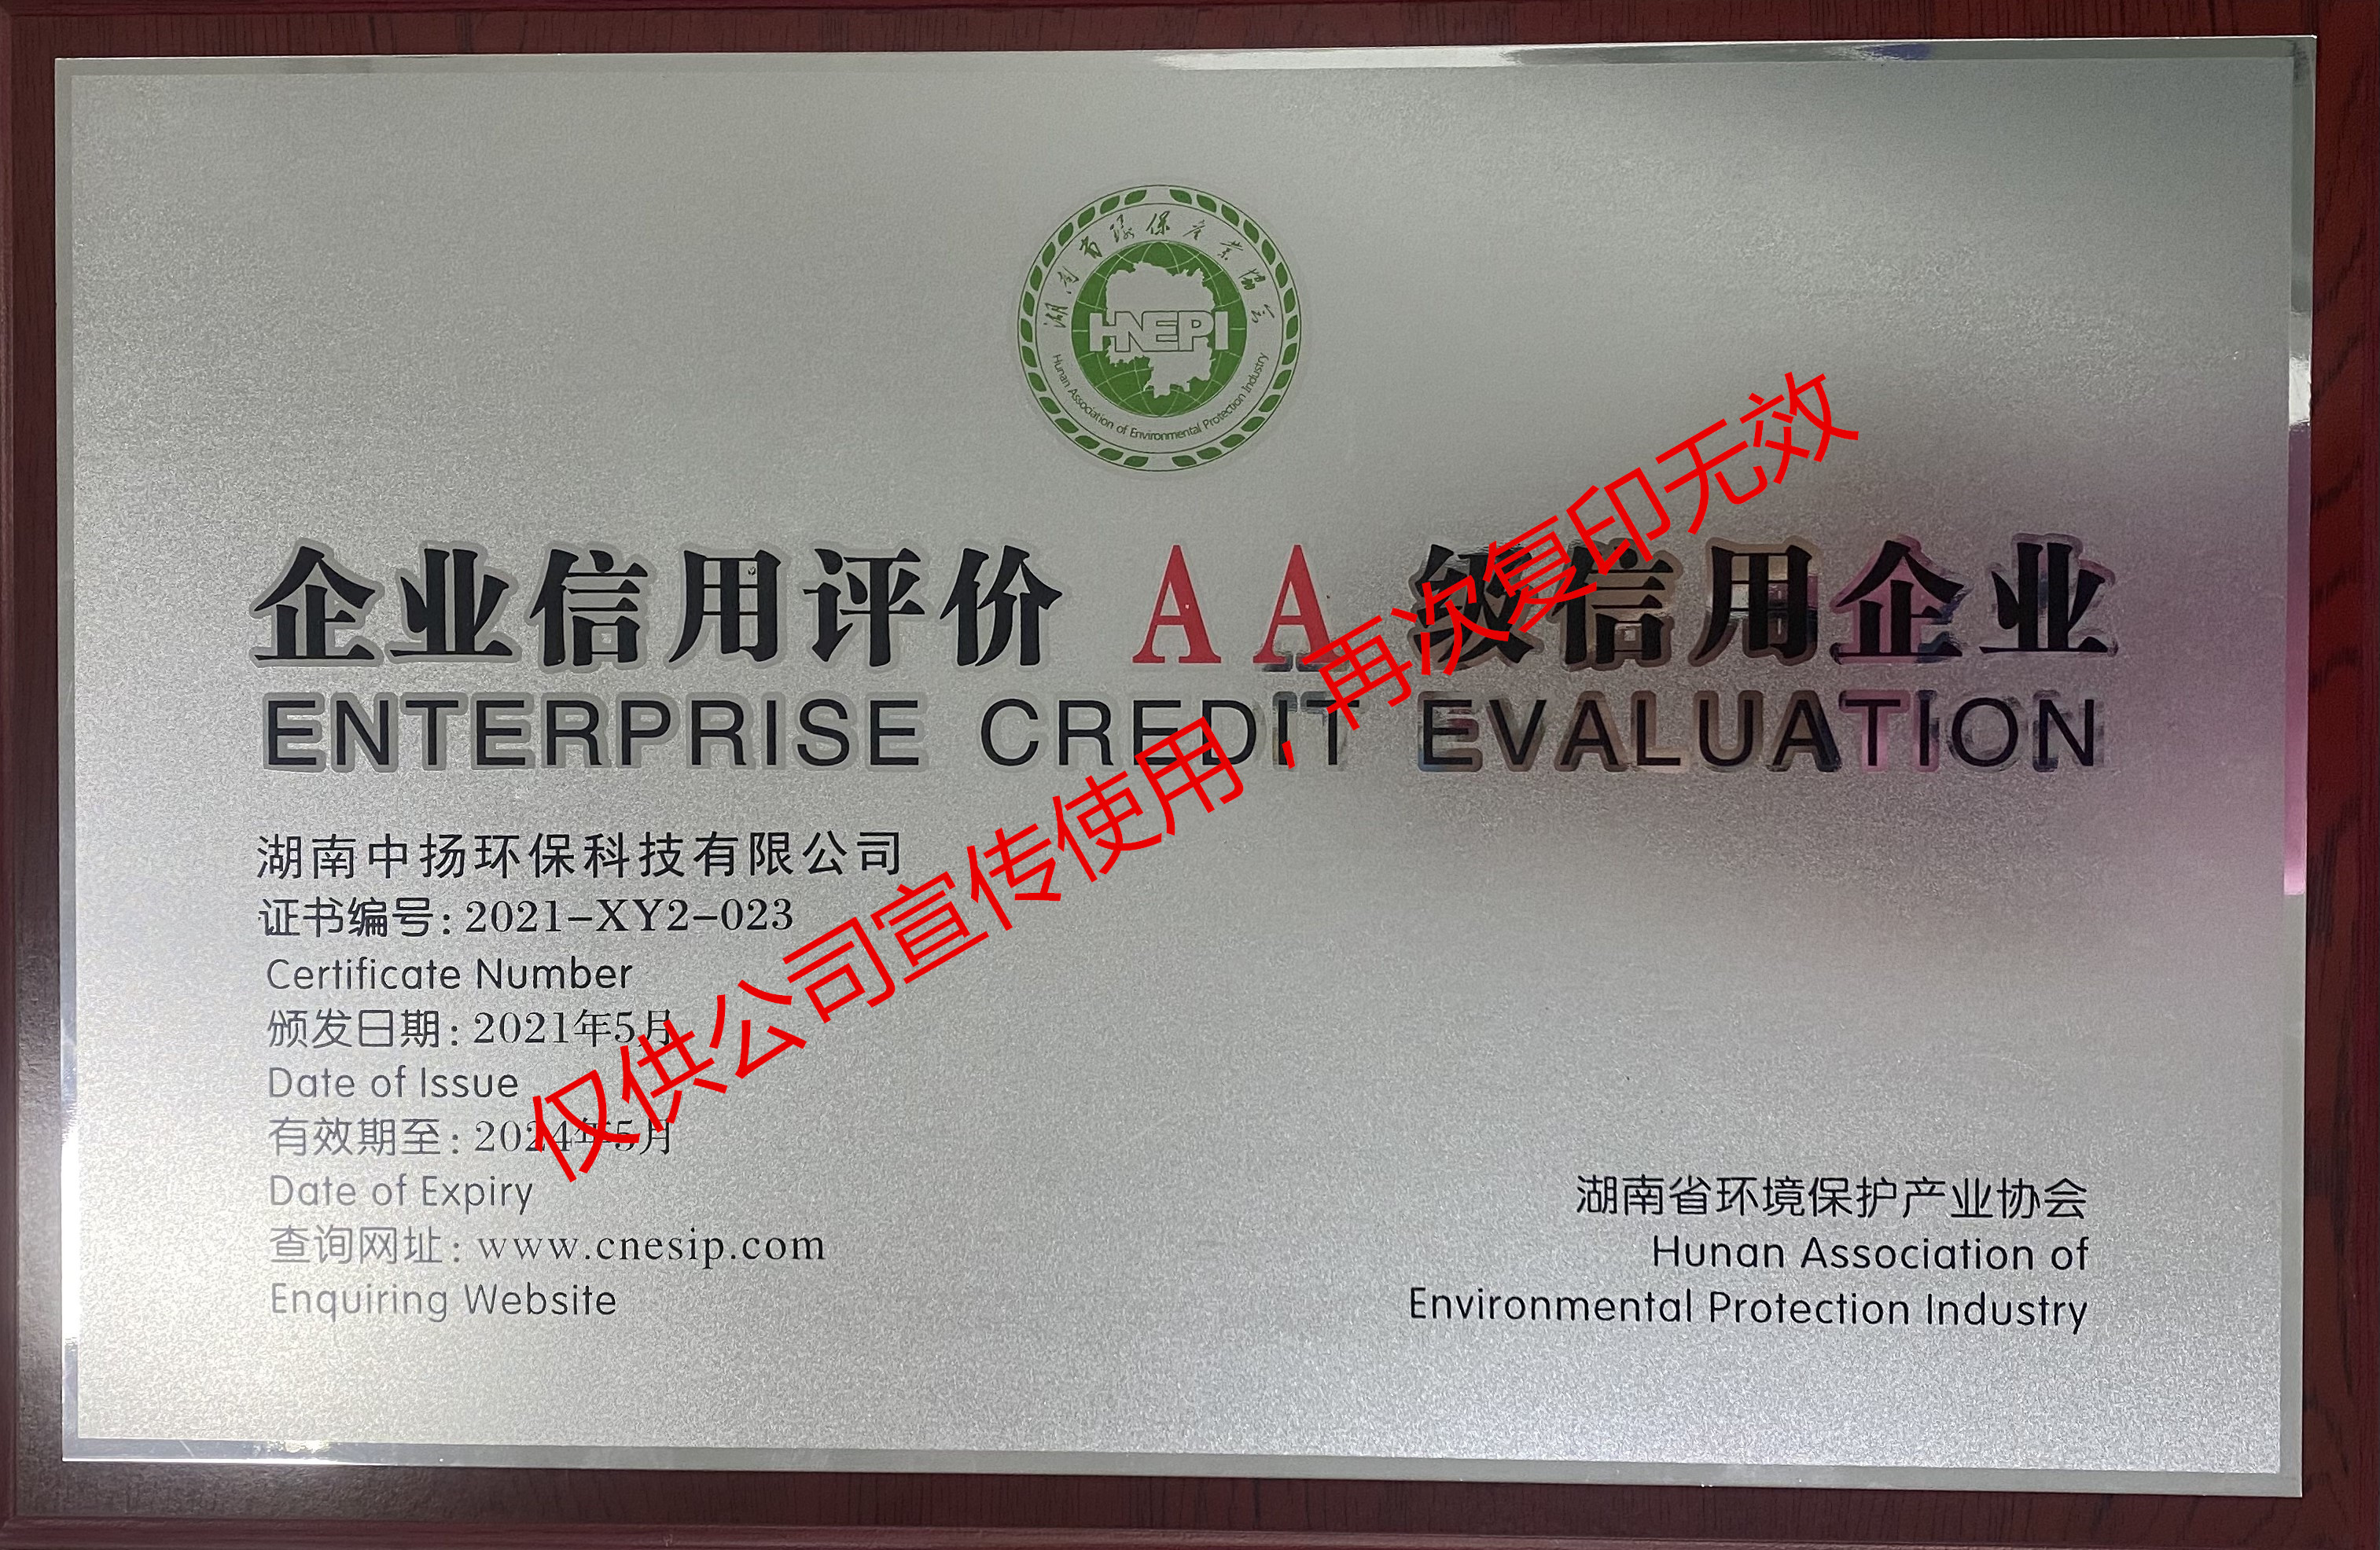 湖南省环保产业协会
HNEPI
Hunan Association of Environmental Protection Industry
企业信用评价 AA 级信用企业
ENTERPRISE CREDIT EVALUATION
湖南中扬环保科技有限公司
证书编号：2021-XY2-023
Certificate Number
颁发日期：2021年5月
Date of Issue
有效期至：2024年5月
Date of Expiry
查询网址：www.cnesip.com
Enquiring Website
湖南省环境保护产业协会
Hunan Association of
Environmental Protection Industry
仅供公司宣传使用，再次复印无效